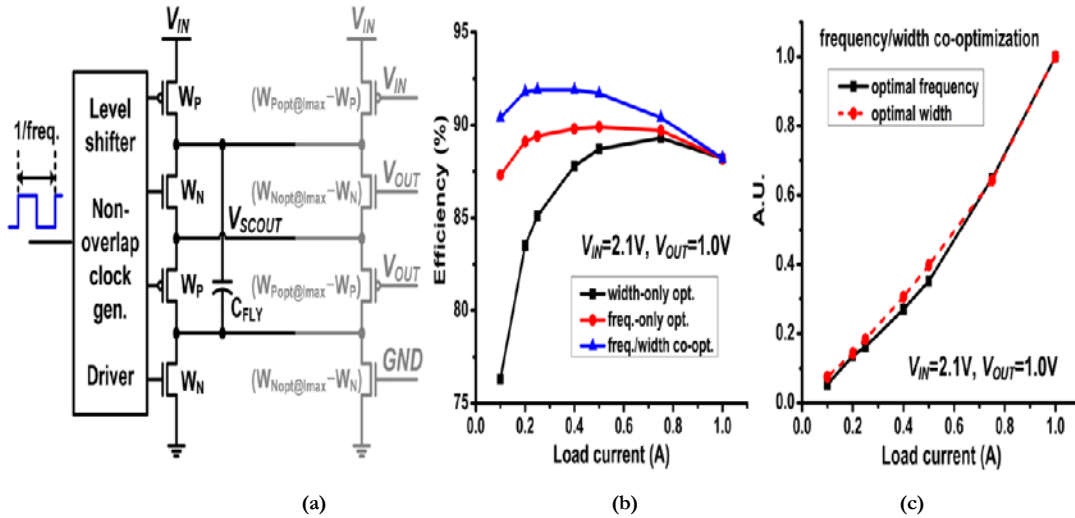 V_IN
V_IN
Level
shifter
Non-
overlap
clock
gen.
Driver
1/freq.
W_P
(W_Popt@Imax−W_P)
V_IN
W_N
(W_Nopt@Imax−W_N)
V_OUT
V_SCOUT
W_P
(W_Popt@Imax−W_P)
V_OUT
C_FLY
W_N
(W_Nopt@Imax−W_N)
GND
(a)
Efficiency (%)
95
90
85
80
75
V_IN=2.1V, V_OUT=1.0V
width-only opt.
freq.-only opt.
freq./width co-opt.
0.0 0.2 0.4 0.6 0.8 1.0
Load current (A)
(b)
A.U.
1.0
0.8
0.6
0.4
0.2
0.0
frequency/width co-optimization
optimal frequency
optimal width
V_IN=2.1V, V_OUT=1.0V
0.0 0.2 0.4 0.6 0.8 1.0
Load current (A)
(c)